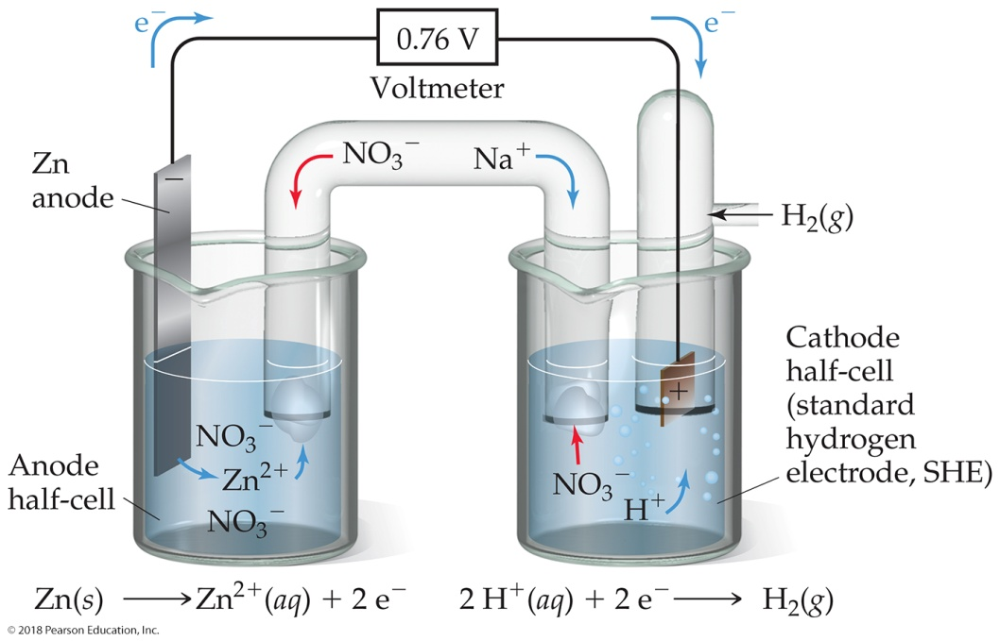 e⁻
0.76 V
e⁻
Voltmeter
Zn
anode
−
NO₃⁻
Na⁺
H₂(g)
Cathode
half-cell
(standard
hydrogen
electrode, SHE)
+
Anode
half-cell
NO₃⁻
Zn²⁺
NO₃⁻
NO₃⁻
H⁺
Zn(s) ⟶ Zn²⁺(aq) + 2 e⁻
2 H⁺(aq) + 2 e⁻ ⟶ H₂(g)
© 2018 Pearson Education, Inc.